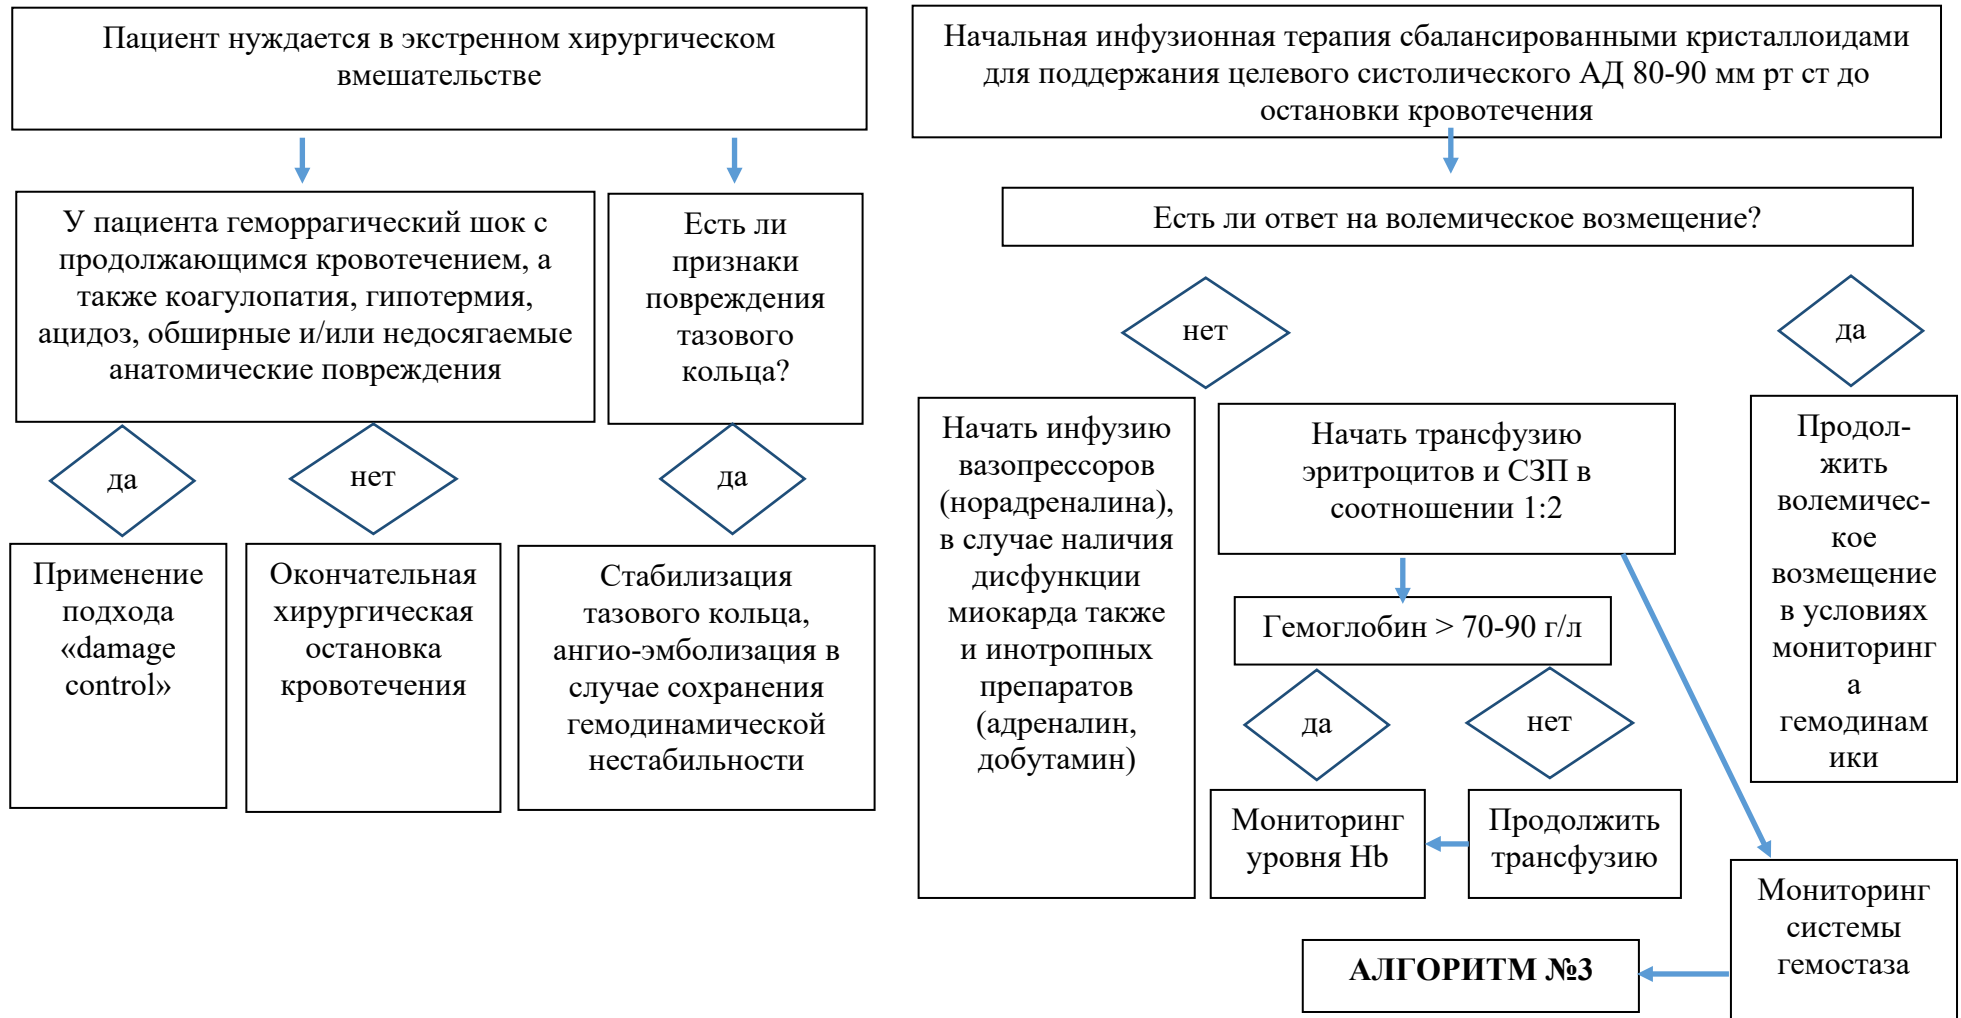 Пациент нуждается в экстренном хирургическом
вмешательстве
У пациента геморрагический шок с
продолжающимся кровотечением, а
также коагулопатия, гипотермия,
ацидоз, обширные и/или недосягаемые
анатомические повреждения
Есть ли
признаки
повреждения
тазового
кольца?
да
нет
да
Применение
подхода
«damage
control»
Окончательная
хирургическая
остановка
кровотечения
Стабилизация
тазового кольца,
ангио-эмболизация в
случае сохранения
гемодинамической
нестабильности
Начальная инфузионная терапия сбалансированными кристаллоидами
для поддержания целевого систолического АД 80-90 мм рт ст до
остановки кровотечения
Есть ли ответ на волемическое возмещение?
нет
да
Начать инфузию
вазопрессоров
(норадреналина),
в случае наличия
дисфункции
миокарда также
и инотропных
препаратов
(адреналин,
добутамин)
Начать трансфузию
эритроцитов и СЗП в
соотношении 1:2
Гемоглобин > 70-90 г/л
да
нет
Мониторинг
уровня Hb
Продолжить
трансфузию
Продол-
жить
волемичес-
кое
возмещение
в условиях
мониторинг
а
гемодинам
ики
Мониторинг
системы
гемостаза
АЛГОРИТМ №3